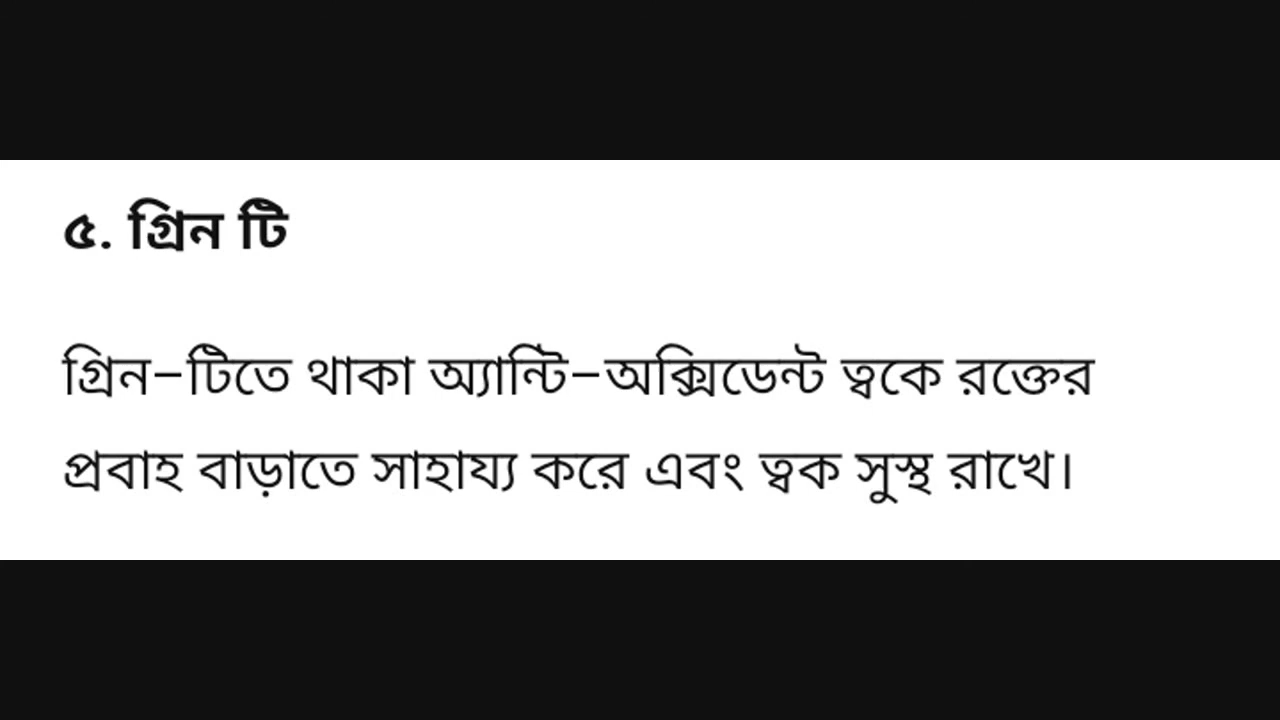 ৫. গ্রিন টি
গ্রিন–টিতে থাকা অ্যান্টি–অক্সিডেন্ট ত্বকে রক্তের
প্রবাহ বাড়াতে সাহায্য করে এবং ত্বক সুস্থ রাখে।